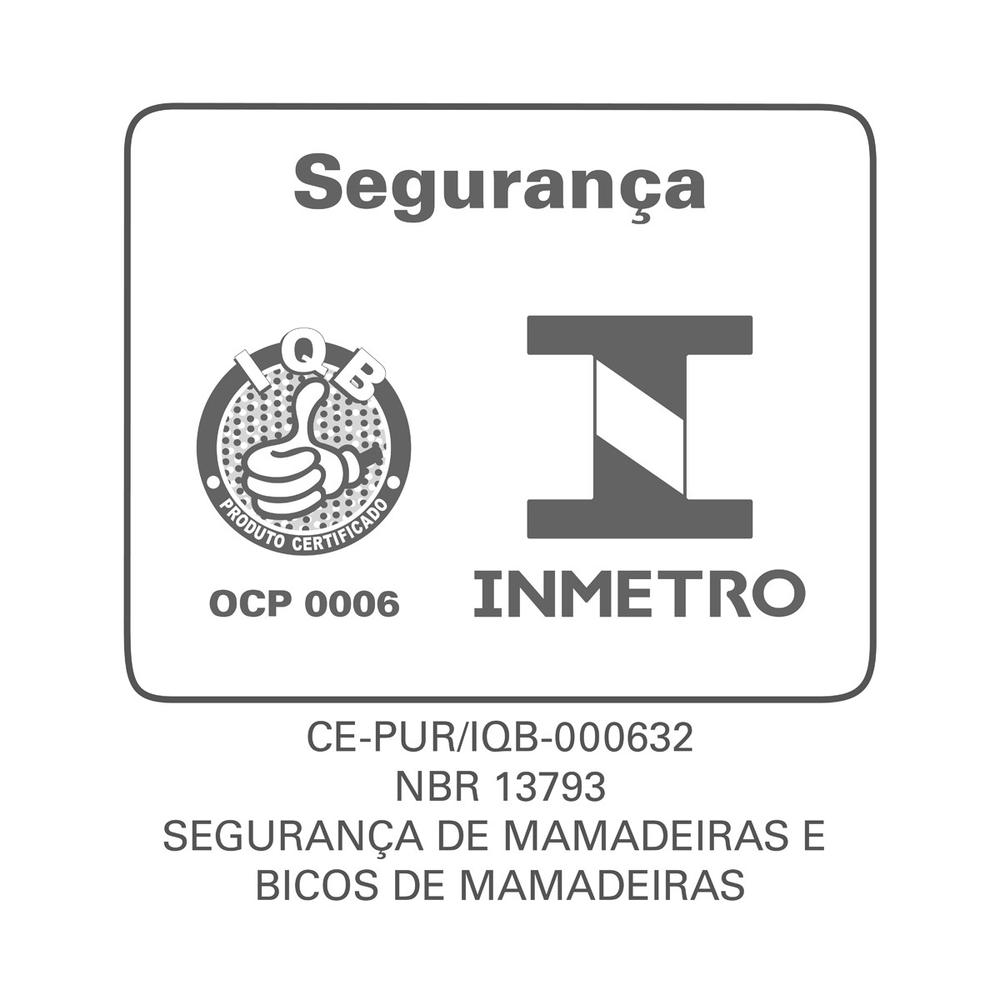 Segurança
IQB
PRODUTO CERTIFICADO
OCP 0006
INMETRO
CE-PUR/IQB-000632
NBR 13793
SEGURANÇA DE MAMADEIRAS E
BICOS DE MAMADEIRAS